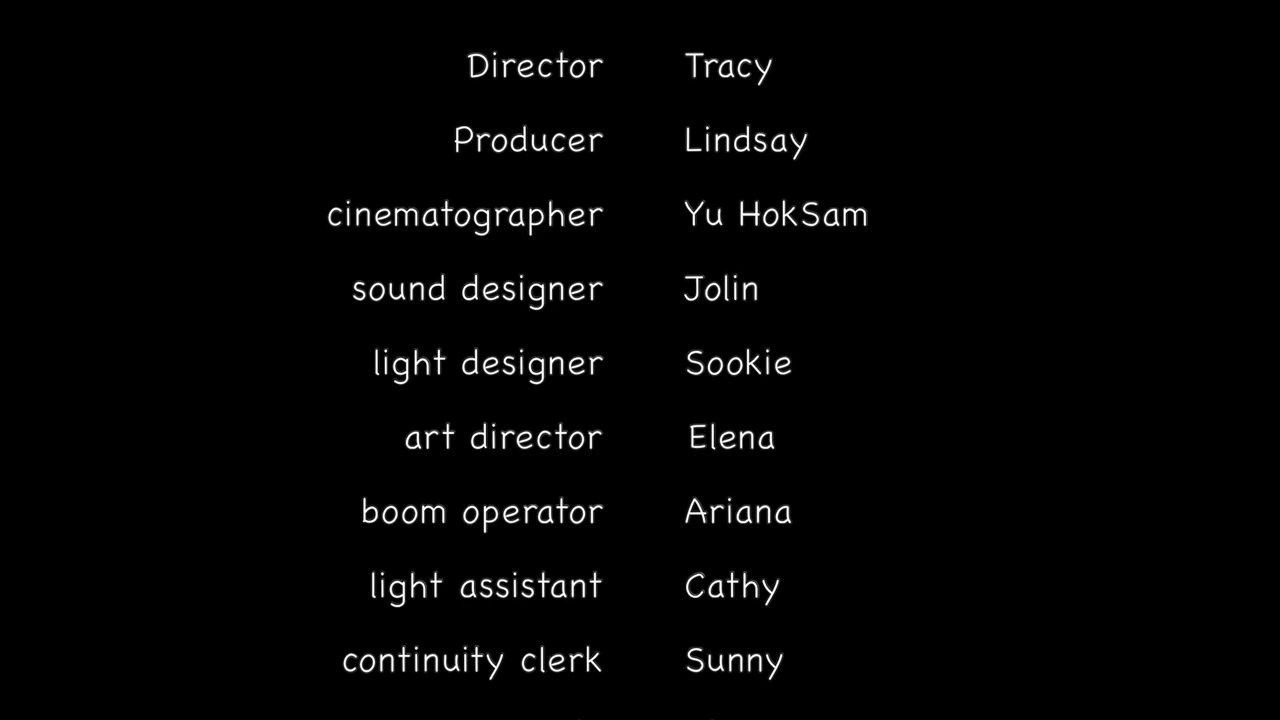 Director Tracy
Producer Lindsay
cinematographer Yu HokSam
sound designer Jolin
light designer Sookie
art director Elena
boom operator Ariana
light assistant Cathy
continuity clerk Sunny